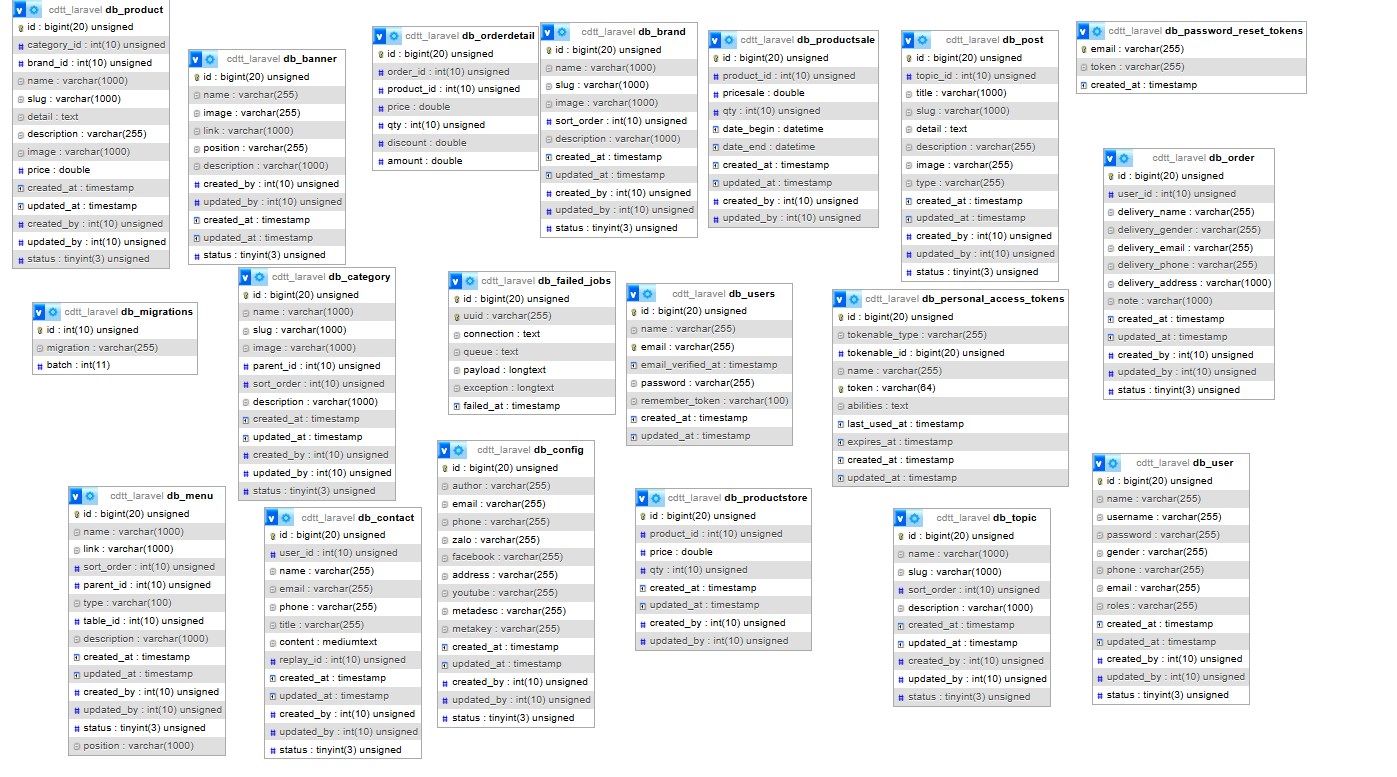 cdtt_laravel db_product
id : bigint(20) unsigned
category_id : int(10) unsigned
brand_id : int(10) unsigned
name : varchar(1000)
slug : varchar(1000)
detail : text
description : varchar(255)
image : varchar(1000)
price : double
created_at : timestamp
updated_at : timestamp
created_by : int(10) unsigned
updated_by : int(10) unsigned
status : tinyint(3) unsigned
cdtt_laravel db_banner
id : bigint(20) unsigned
name : varchar(255)
image : varchar(255)
link : varchar(1000)
position : varchar(255)
description : varchar(1000)
created_by : int(10) unsigned
updated_by : int(10) unsigned
created_at : timestamp
updated_at : timestamp
status : tinyint(3) unsigned
cdtt_laravel db_orderdetail
id : bigint(20) unsigned
order_id : int(10) unsigned
product_id : int(10) unsigned
price : double
qty : int(10) unsigned
discount : double
amount : double
cdtt_laravel db_brand
id : bigint(20) unsigned
name : varchar(1000)
slug : varchar(1000)
image : varchar(1000)
sort_order : int(10) unsigned
description : varchar(1000)
created_at : timestamp
updated_at : timestamp
created_by : int(10) unsigned
updated_by : int(10) unsigned
status : tinyint(3) unsigned
cdtt_laravel db_productsale
id : bigint(20) unsigned
product_id : int(10) unsigned
pricesale : double
qty : int(10) unsigned
date_begin : datetime
date_end : datetime
created_at : timestamp
updated_at : timestamp
created_by : int(10) unsigned
updated_by : int(10) unsigned
cdtt_laravel db_post
id : bigint(20) unsigned
topic_id : int(10) unsigned
title : varchar(1000)
slug : varchar(1000)
detail : text
description : varchar(255)
image : varchar(255)
type : varchar(255)
created_at : timestamp
updated_at : timestamp
created_by : int(10) unsigned
updated_by : int(10) unsigned
status : tinyint(3) unsigned
cdtt_laravel db_password_reset_tokens
email : varchar(255)
token : varchar(255)
created_at : timestamp
cdtt_laravel db_order
id : bigint(20) unsigned
user_id : int(10) unsigned
delivery_name : varchar(255)
delivery_gender : varchar(255)
delivery_email : varchar(255)
delivery_phone : varchar(255)
delivery_address : varchar(1000)
note : varchar(1000)
created_at : timestamp
updated_at : timestamp
created_by : int(10) unsigned
updated_by : int(10) unsigned
status : tinyint(3) unsigned
cdtt_laravel db_migrations
id : int(10) unsigned
migration : varchar(255)
batch : int(11)
cdtt_laravel db_category
id : bigint(20) unsigned
name : varchar(1000)
slug : varchar(1000)
image : varchar(1000)
parent_id : int(10) unsigned
sort_order : int(10) unsigned
description : varchar(1000)
created_at : timestamp
updated_at : timestamp
created_by : int(10) unsigned
updated_by : int(10) unsigned
status : tinyint(3) unsigned
cdtt_laravel db_failed_jobs
id : bigint(20) unsigned
uuid : varchar(255)
connection : text
queue : text
payload : longtext
exception : longtext
failed_at : timestamp
cdtt_laravel db_users
id : bigint(20) unsigned
name : varchar(255)
email : varchar(255)
email_verified_at : timestamp
password : varchar(255)
remember_token : varchar(100)
created_at : timestamp
updated_at : timestamp
cdtt_laravel db_personal_access_tokens
id : bigint(20) unsigned
tokenable_type : varchar(255)
tokenable_id : bigint(20) unsigned
name : varchar(255)
token : varchar(64)
abilities : text
last_used_at : timestamp
expires_at : timestamp
created_at : timestamp
updated_at : timestamp
cdtt_laravel db_menu
id : bigint(20) unsigned
name : varchar(1000)
link : varchar(1000)
sort_order : int(10) unsigned
parent_id : int(10) unsigned
type : varchar(100)
table_id : int(10) unsigned
description : varchar(1000)
created_at : timestamp
updated_at : timestamp
created_by : int(10) unsigned
updated_by : int(10) unsigned
status : tinyint(3) unsigned
position : varchar(1000)
cdtt_laravel db_contact
id : bigint(20) unsigned
user_id : int(10) unsigned
name : varchar(255)
email : varchar(255)
phone : varchar(255)
title : varchar(255)
content : mediumtext
replay_id : int(10) unsigned
created_at : timestamp
updated_at : timestamp
created_by : int(10) unsigned
updated_by : int(10) unsigned
status : tinyint(3) unsigned
cdtt_laravel db_config
id : bigint(20) unsigned
author : varchar(255)
email : varchar(255)
phone : varchar(255)
zalo : varchar(255)
facebook : varchar(255)
address : varchar(255)
youtube : varchar(255)
metadesc : varchar(255)
metakey : varchar(255)
created_at : timestamp
updated_at : timestamp
created_by : int(10) unsigned
updated_by : int(10) unsigned
status : tinyint(3) unsigned
cdtt_laravel db_productstore
id : bigint(20) unsigned
product_id : int(10) unsigned
price : double
qty : int(10) unsigned
created_at : timestamp
updated_at : timestamp
created_by : int(10) unsigned
updated_by : int(10) unsigned
cdtt_laravel db_topic
id : bigint(20) unsigned
name : varchar(1000)
slug : varchar(1000)
sort_order : int(10) unsigned
description : varchar(1000)
created_at : timestamp
updated_at : timestamp
created_by : int(10) unsigned
updated_by : int(10) unsigned
status : tinyint(3) unsigned
cdtt_laravel db_user
id : bigint(20) unsigned
name : varchar(255)
username : varchar(255)
password : varchar(255)
gender : varchar(255)
phone : varchar(255)
email : varchar(255)
roles : varchar(255)
created_at : timestamp
updated_at : timestamp
created_by : int(10) unsigned
updated_by : int(10) unsigned
status : tinyint(3) unsigned